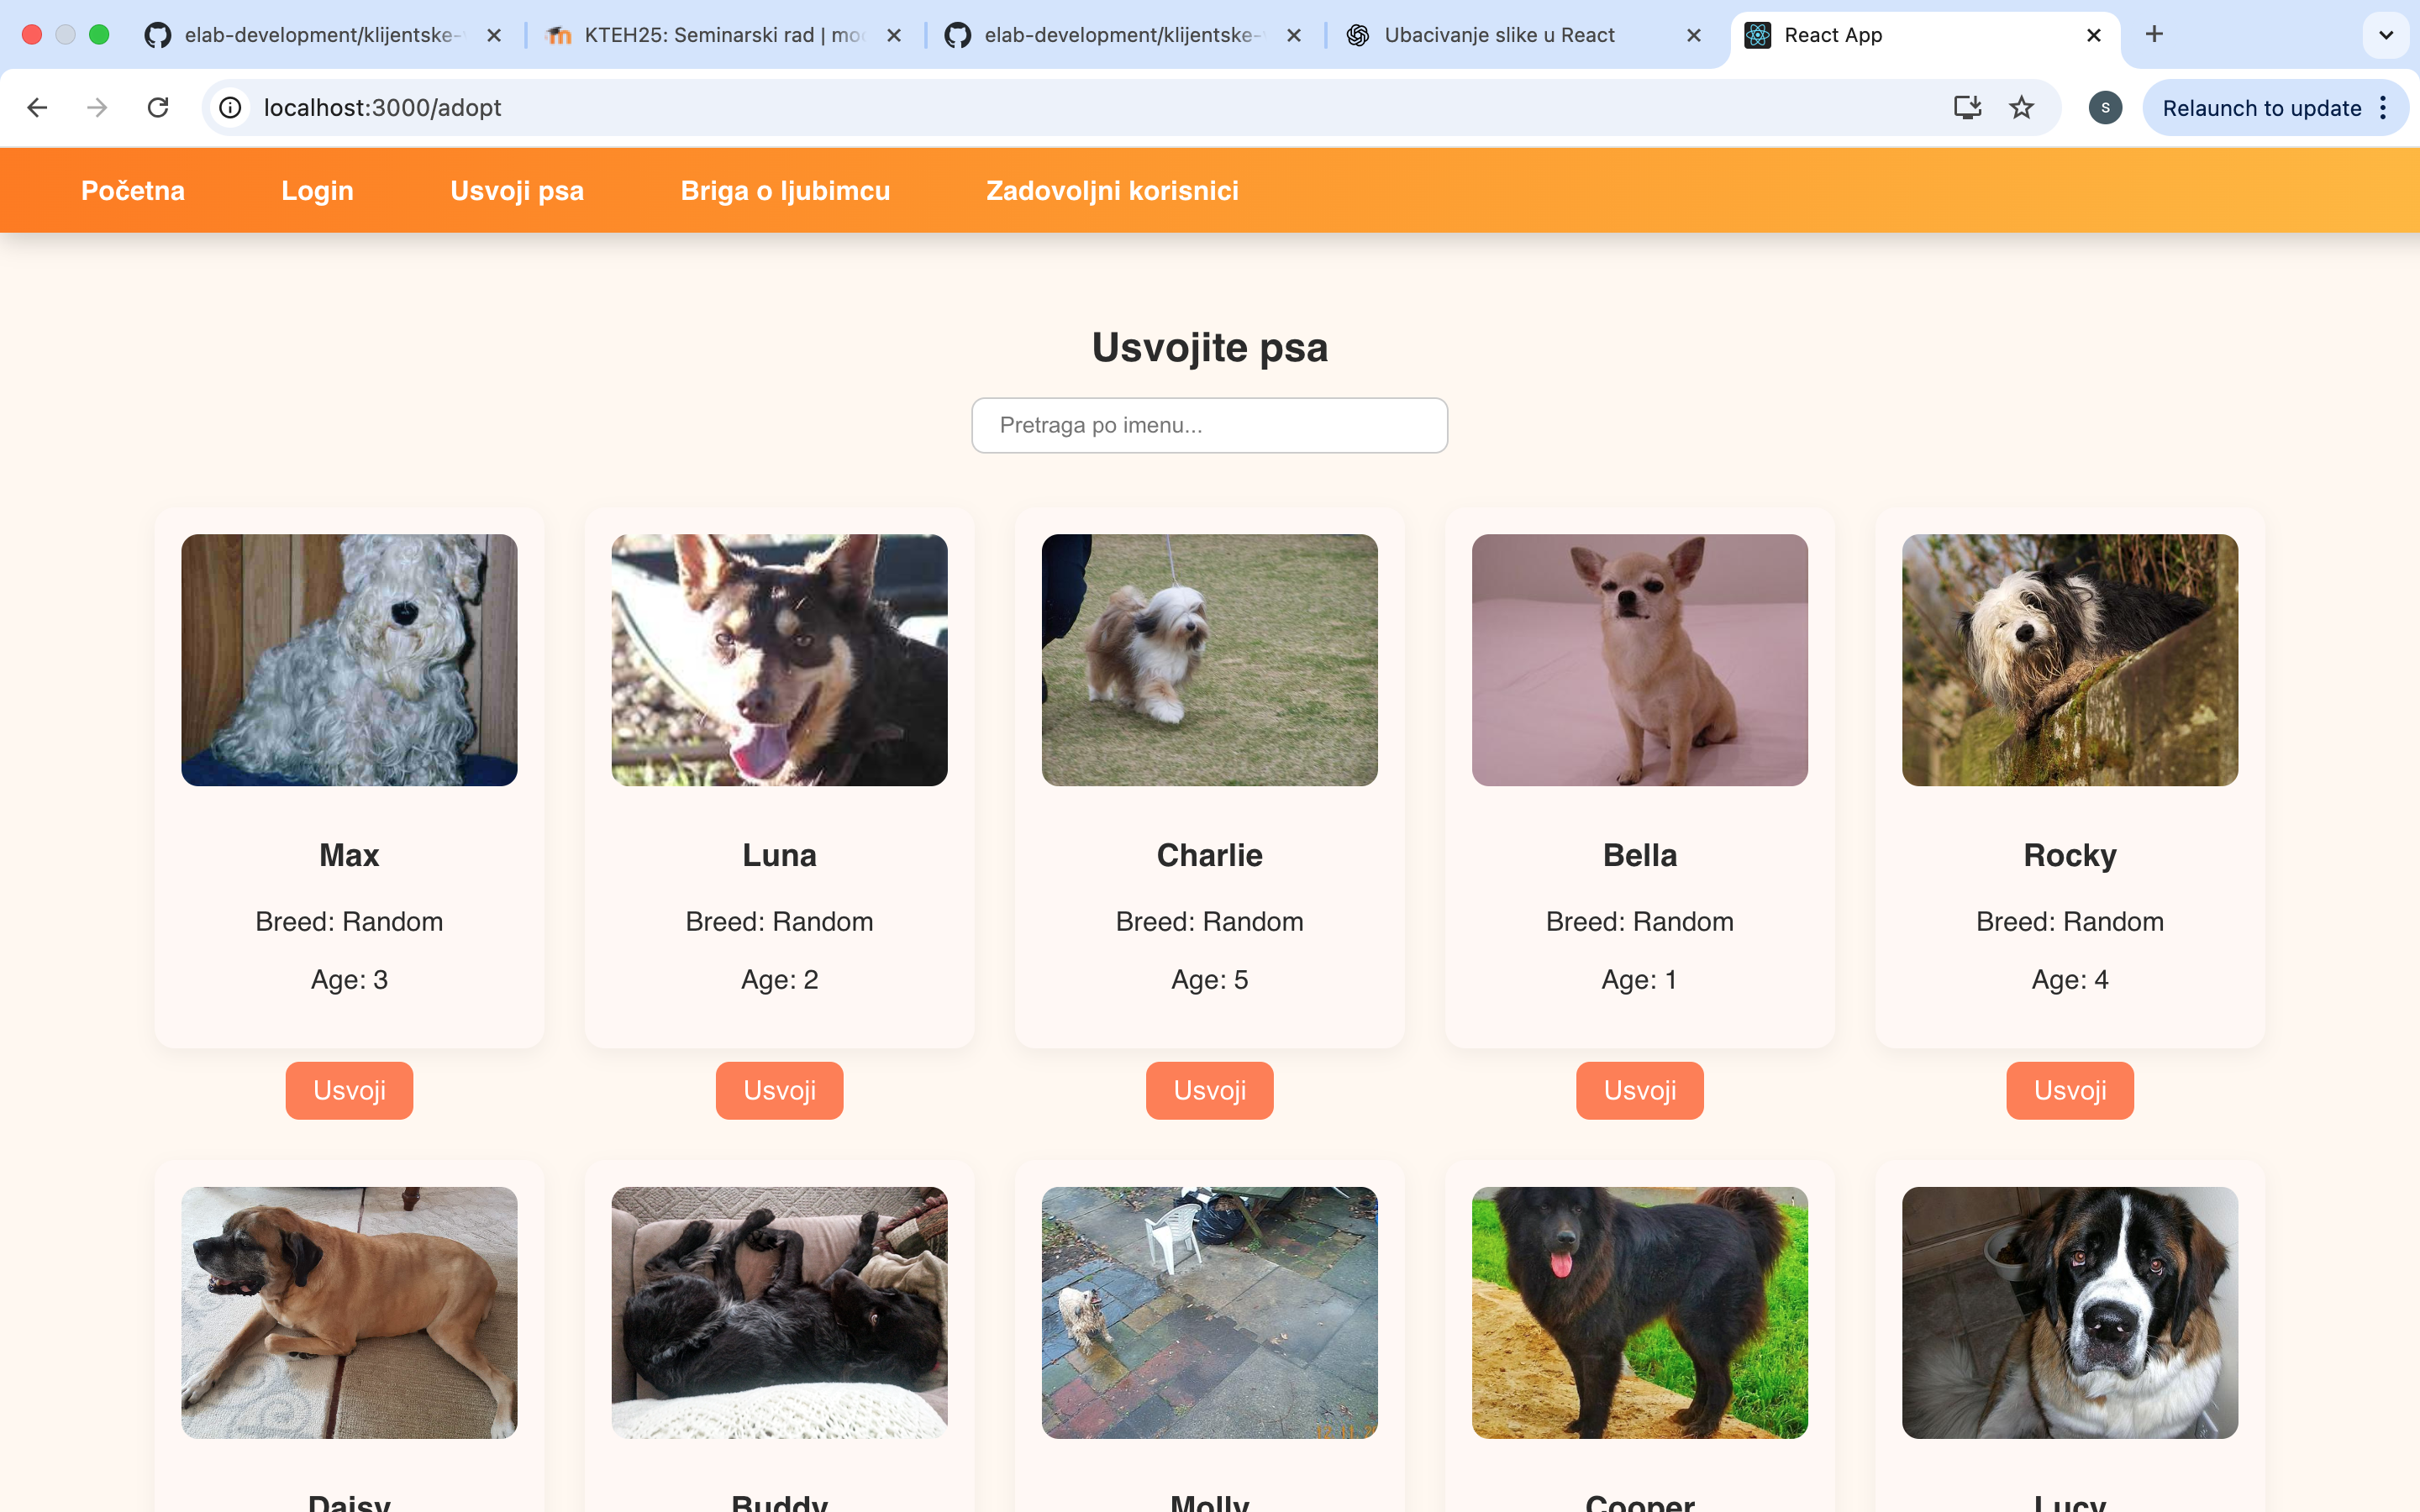 elab-development/klijentske-
KTEH25: Seminarski rad | moo
elab-development/klijentske-
Ubacivanje slike u React
React App
localhost:3000/adopt
S
Relaunch to update
Početna
Login
Usvoji psa
Briga o ljubimcu
Zadovoljni korisnici
Usvojite psa
Pretraga po imenu...
Max
Luna
Charlie
Bella
Rocky
Breed: Random
Breed: Random
Breed: Random
Breed: Random
Breed: Random
Age: 3
Age: 2
Age: 5
Age: 1
Age: 4
Usvoji
Usvoji
Usvoji
Usvoji
Usvoji
Daisy
Buddy
Molly
Cooper
Lucy